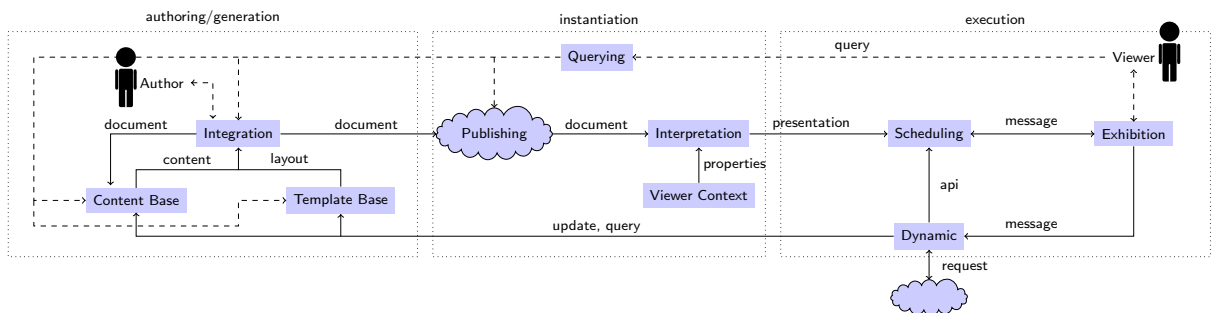 authoring/generation
instantiation
execution
query
Querying
Viewer
Author
document
document
document
presentation
message
Integration
Publishing
Interpretation
Scheduling
Exhibition
content
layout
properties
api
Content Base
Template Base
Viewer Context
update, query
Dynamic
message
request